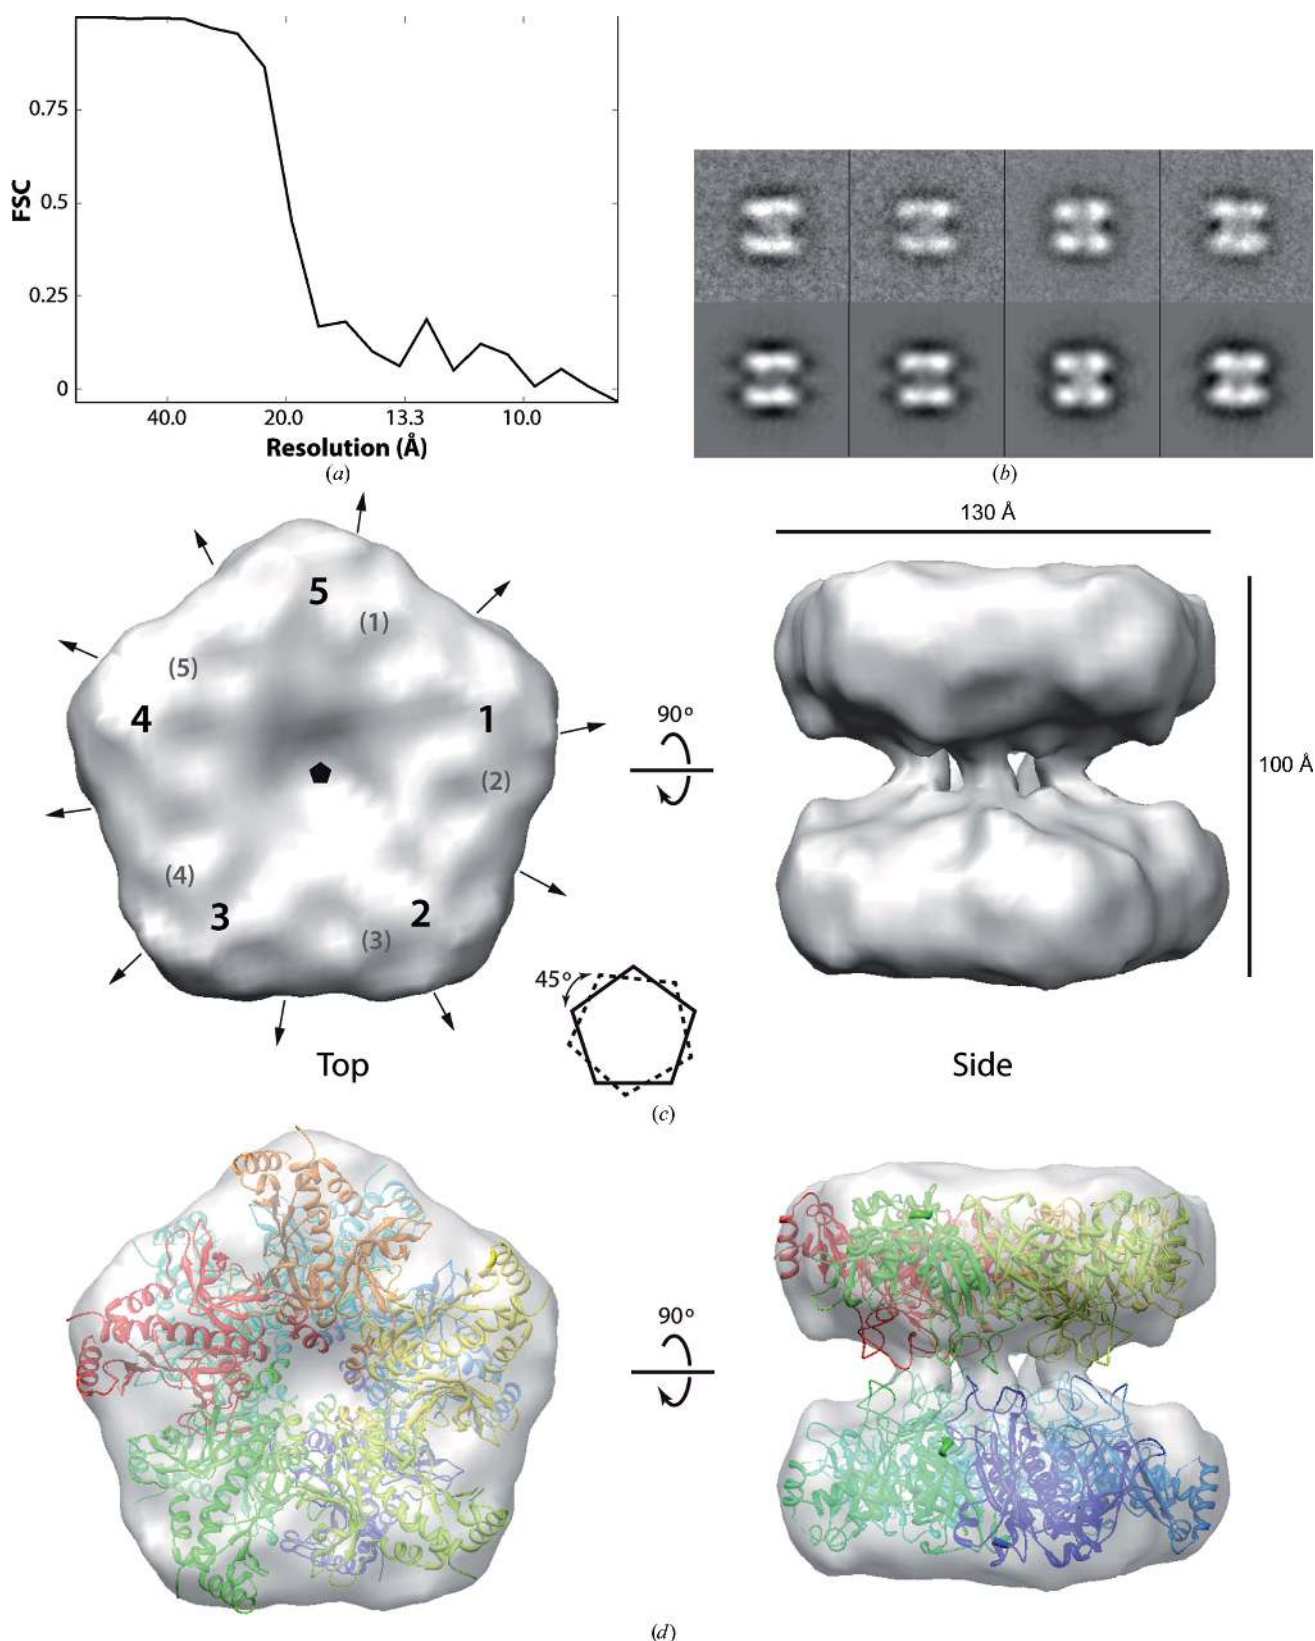 0.75
0.5
0.25
0
FSC
40.0 20.0 13.3 10.0
Resolution (Å)
(a)
(b)
130 Å
5
(1)
(5)
4
1
(2)
(4)
3
2
(3)
90°
100 Å
45°
Top
Side
(c)
90°
(d)